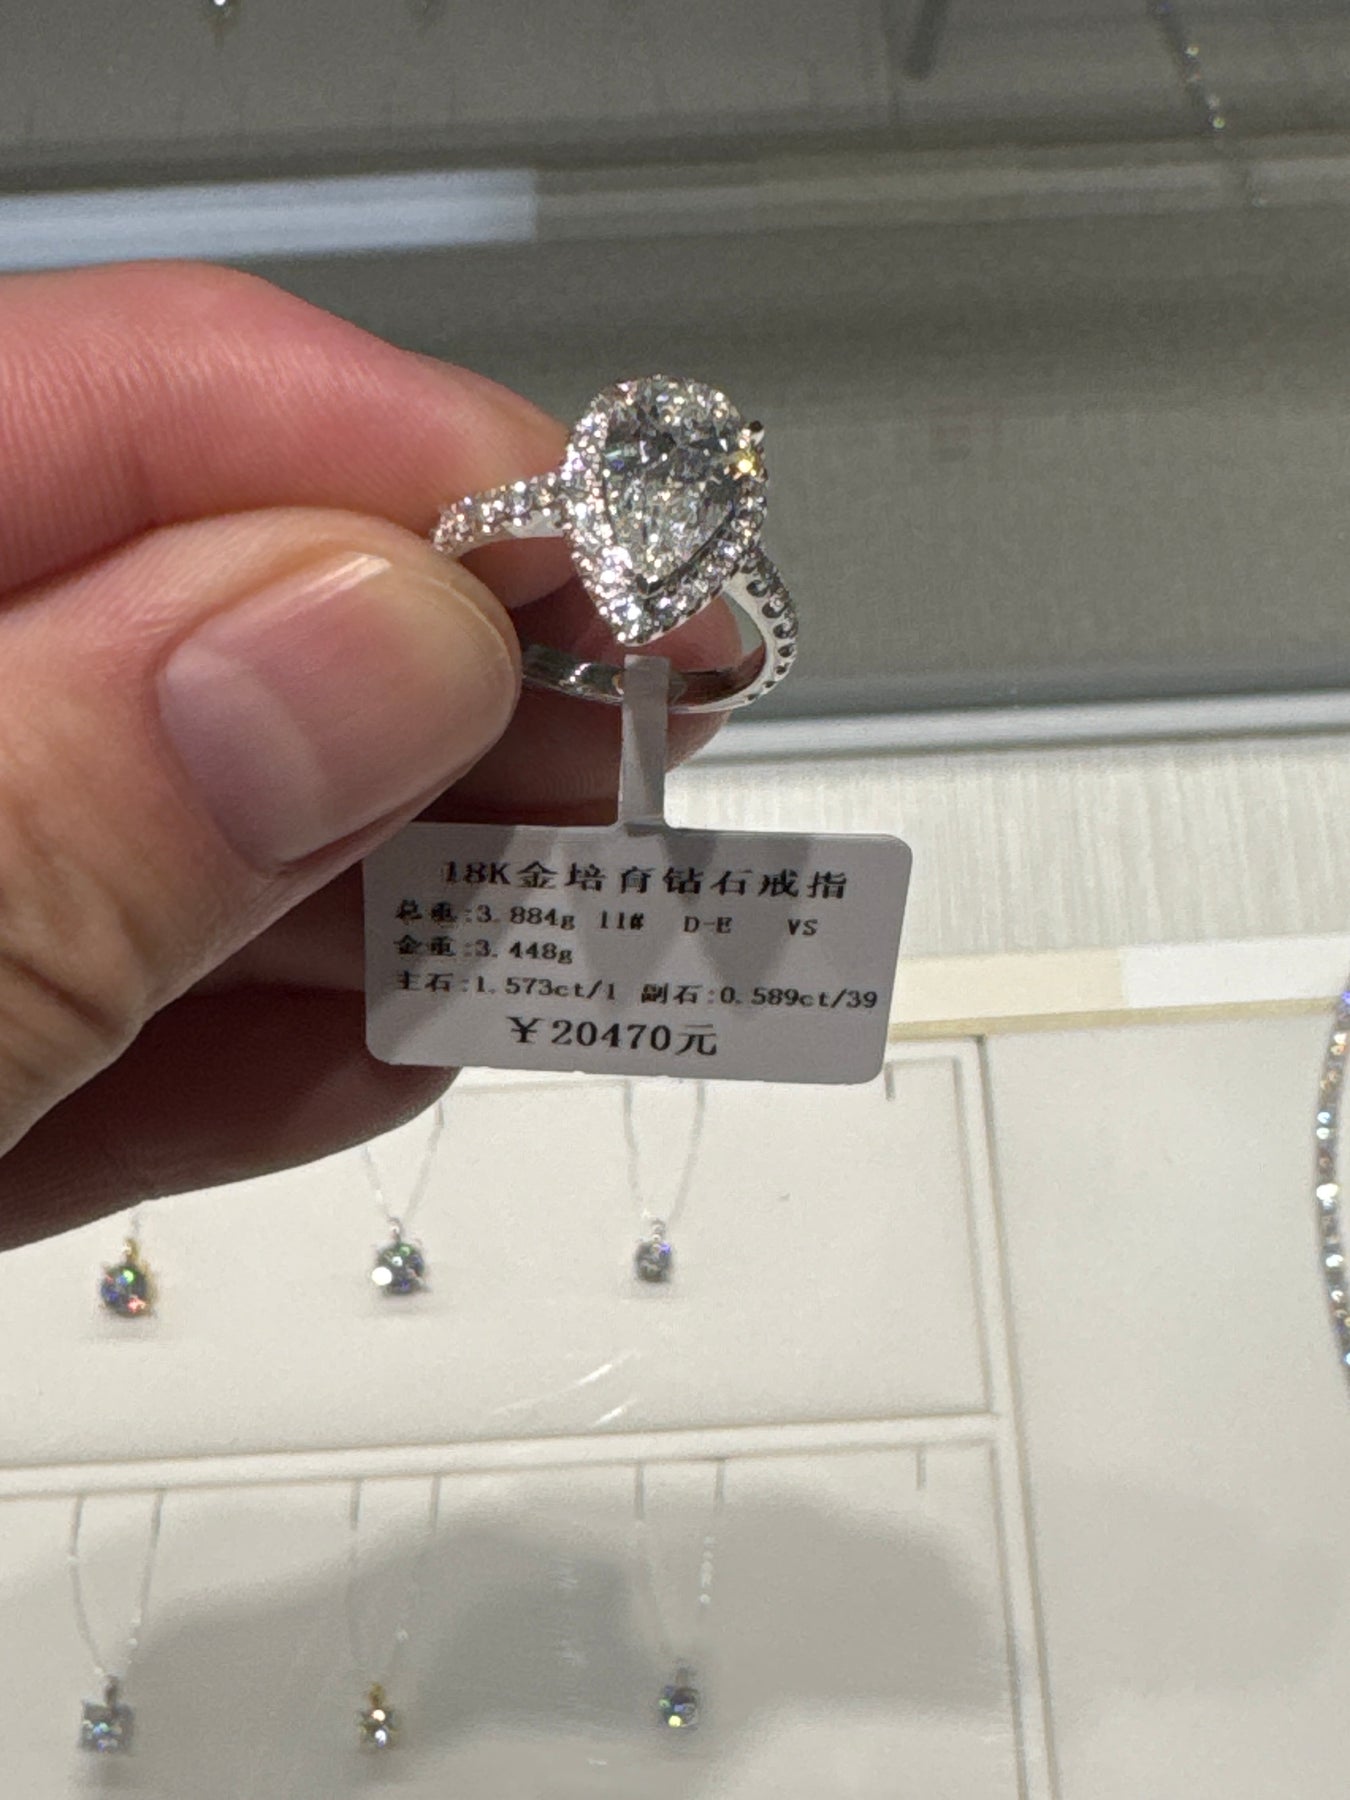 18K金培育钻石戒指
总重:3.884g 11# D-E VS
金重:3.448g
主石:1.573ct/1 副石:0.589ct/39
￥20470元